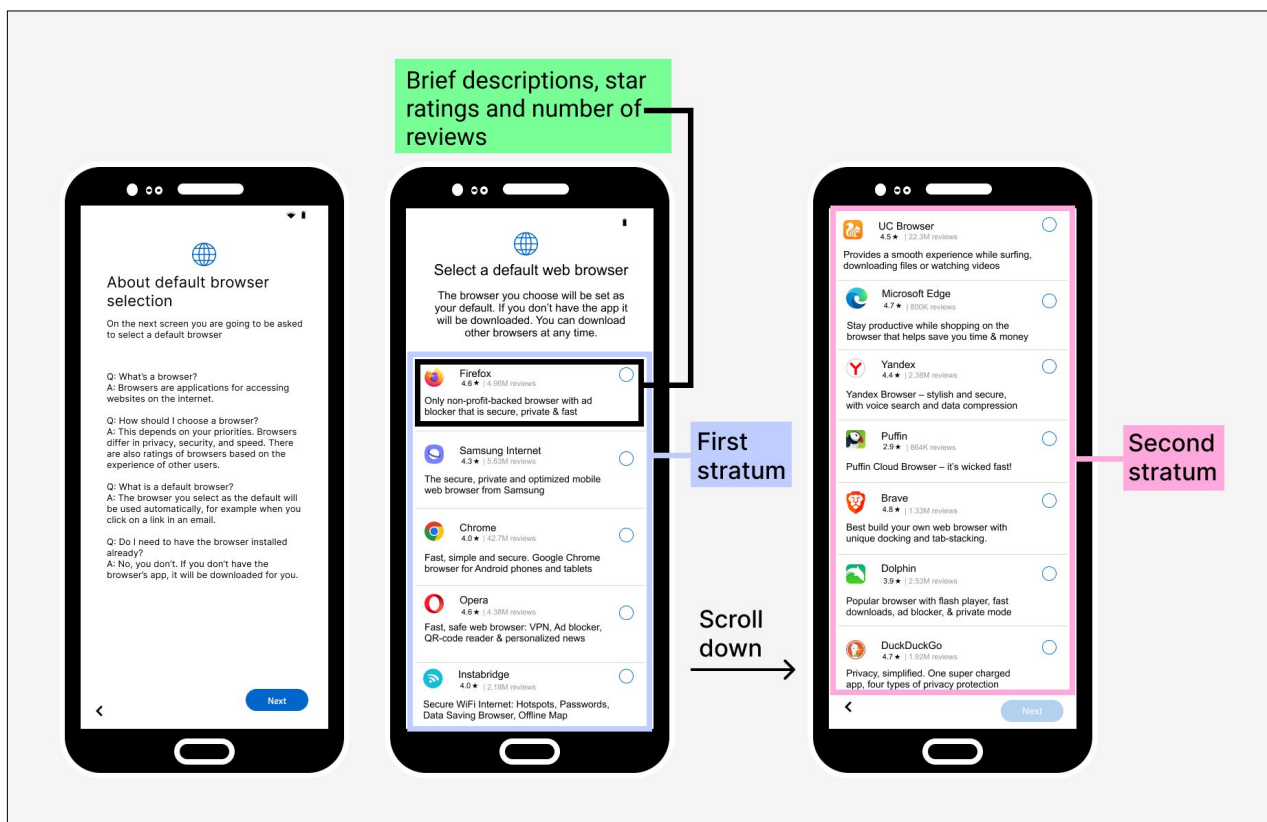 Brief descriptions, star
ratings and number of
reviews
About default browser
selection
On the next screen you are going to be asked
to select a default browser
Q: What's a browser?
A: Browsers are applications for accessing
websites on the internet.
Q: How should I choose a browser?
A: This depends on your priorities. Browsers
differ in privacy, security, and speed. There
are also ratings of browsers based on the
experience of other users.
Q: What is a default browser?
A: The browser you select as the default will
be used automatically, for example when you
click on a link in an email.
Q: Do I need to have the browser installed
already?
A: No, you don't. If you don't have the
browser's app, it will be downloaded for you.
Next
Select a default web browser
The browser you choose will be set as
your default. If you don't have the app it
will be downloaded. You can download
other browsers at any time.
Firefox
4.6 ★ | 4.96M reviews
Only non-profit-backed browser with ad
blocker that is secure, private & fast
Samsung Internet
4.3 ★ | 5.63M reviews
The secure, private and optimized mobile
web browser from Samsung
Chrome
4.0 ★ | 42.7M reviews
Fast, simple and secure. Google Chrome
browser for Android phones and tablets
Opera
4.6 ★ | 4.38M reviews
Fast, safe web browser: VPN, Ad blocker,
QR-code reader & personalized news
Instabridge
4.0 ★ | 2.18M reviews
Secure WiFi Internet: Hotspots, Passwords,
Data Saving Browser, Offline Map
First
stratum
Scroll
down
UC Browser
4.5 ★ | 22.3M reviews
Provides a smooth experience while surfing,
downloading files or watching videos
Microsoft Edge
4.7 ★ | 800K reviews
Stay productive while shopping on the
browser that helps save you time & money
Yandex
4.4 ★ | 2.38M reviews
Yandex Browser – stylish and secure,
with voice search and data compression
Puffin
2.9 ★ | 864K reviews
Puffin Cloud Browser – it's wicked fast!
Brave
4.8 ★ | 1.33M reviews
Best build your own web browser with
unique docking and tab-stacking.
Dolphin
3.9 ★ | 2.53M reviews
Popular browser with flash player, fast
downloads, ad blocker, & private mode
DuckDuckGo
4.7 ★ | 1.92M reviews
Privacy, simplified. One super charged
app, four types of privacy protection
Next
Second
stratum